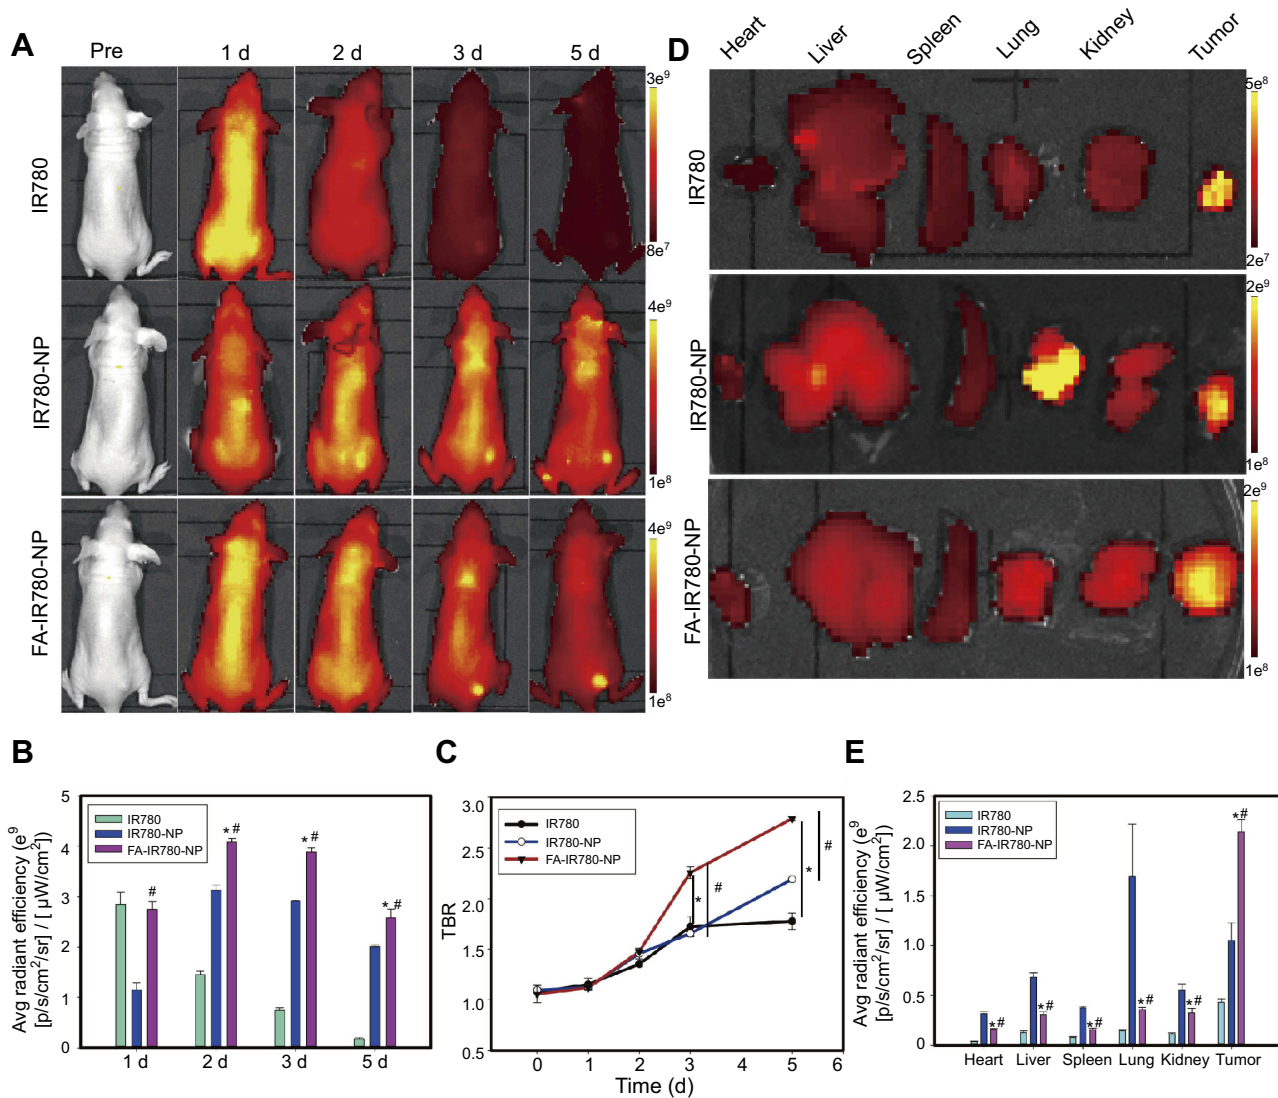 A
Pre 1 d 2 d 3 d 5 d
IR780
3e⁹
8e⁷
IR780-NP
4e⁹
1e⁸
FA-IR780-NP
4e⁹
1e⁸
D
Heart Liver Spleen Lung Kidney Tumor
IR780
5e⁸
2e⁷
IR780-NP
2e⁹
1e⁸
FA-IR780-NP
2e⁹
1e⁸
B
Avg radiant efficiency (e⁹
[p/s/cm²/sr] / [ μW/cm²])
5
4
3
2
1
0
IR780
IR780-NP
FA-IR780-NP
#
* #
* #
* #
1 d 2 d 3 d 5 d
C
TBR
3.0
2.5
2.0
1.5
1.0
0.5
IR780
IR780-NP
FA-IR780-NP
*
#
*
#
0 1 2 3 4 5 6
Time (d)
E
Avg radiant efficiency (e⁹
[p/s/cm²/sr] / [ μW/cm²])
2.5
2.0
1.5
1.0
0.5
0
IR780
IR780-NP
FA-IR780-NP
*#
*#
*#
*#
*#
*#
Heart Liver Spleen Lung Kidney Tumor